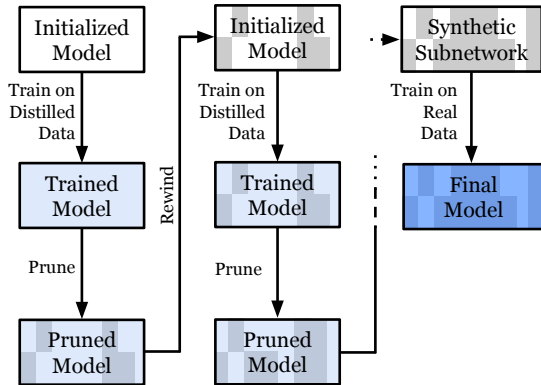 Initialized
Model
Train on
Distilled
Data
Trained
Model
Prune
Pruned
Model
Rewind
Initialized
Model
Train on
Distilled
Data
Trained
Model
Prune
Pruned
Model
Synthetic
Subnetwork
Train on
Real
Data
Final
Model